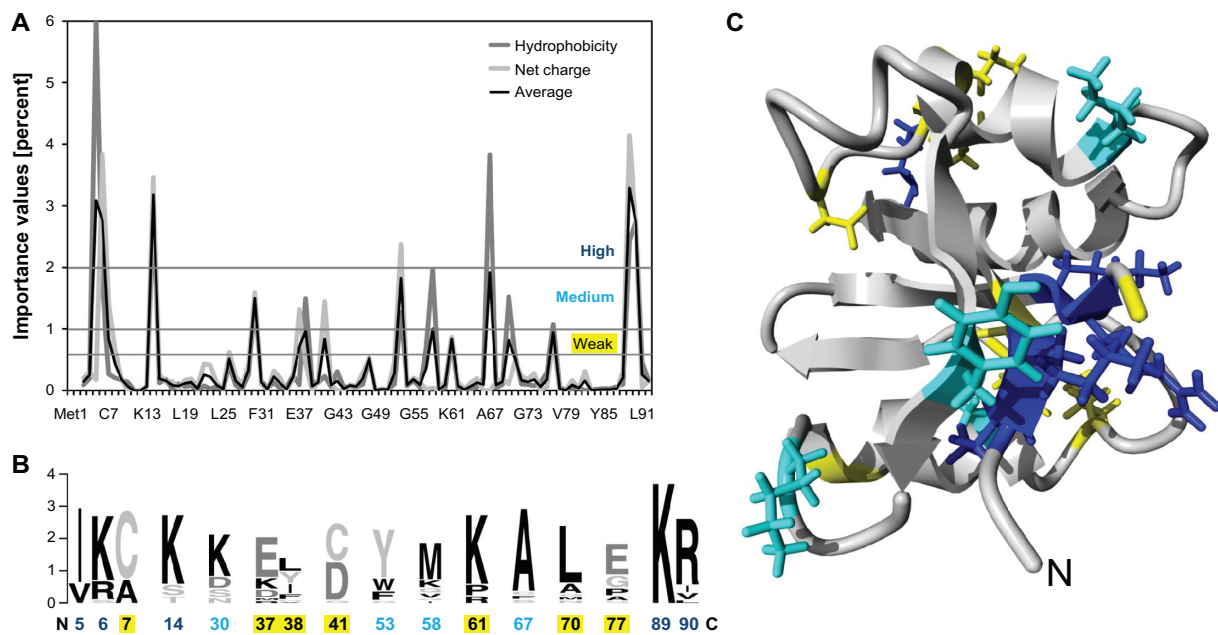 A
Importance values [percent]
6
5
4
3
2
1
0
Hydrophobicity
Net charge
Average
High
Medium
Weak
Met1 C7 K13 L19 L25 F31 E37 G43 G49 G55 K61 A67 G73 V79 Y85 L91
B
4
3
2
1
0
N 5 6 7 14 30 37 38 41 53 58 61 67 70 77 89 90 C
C
N